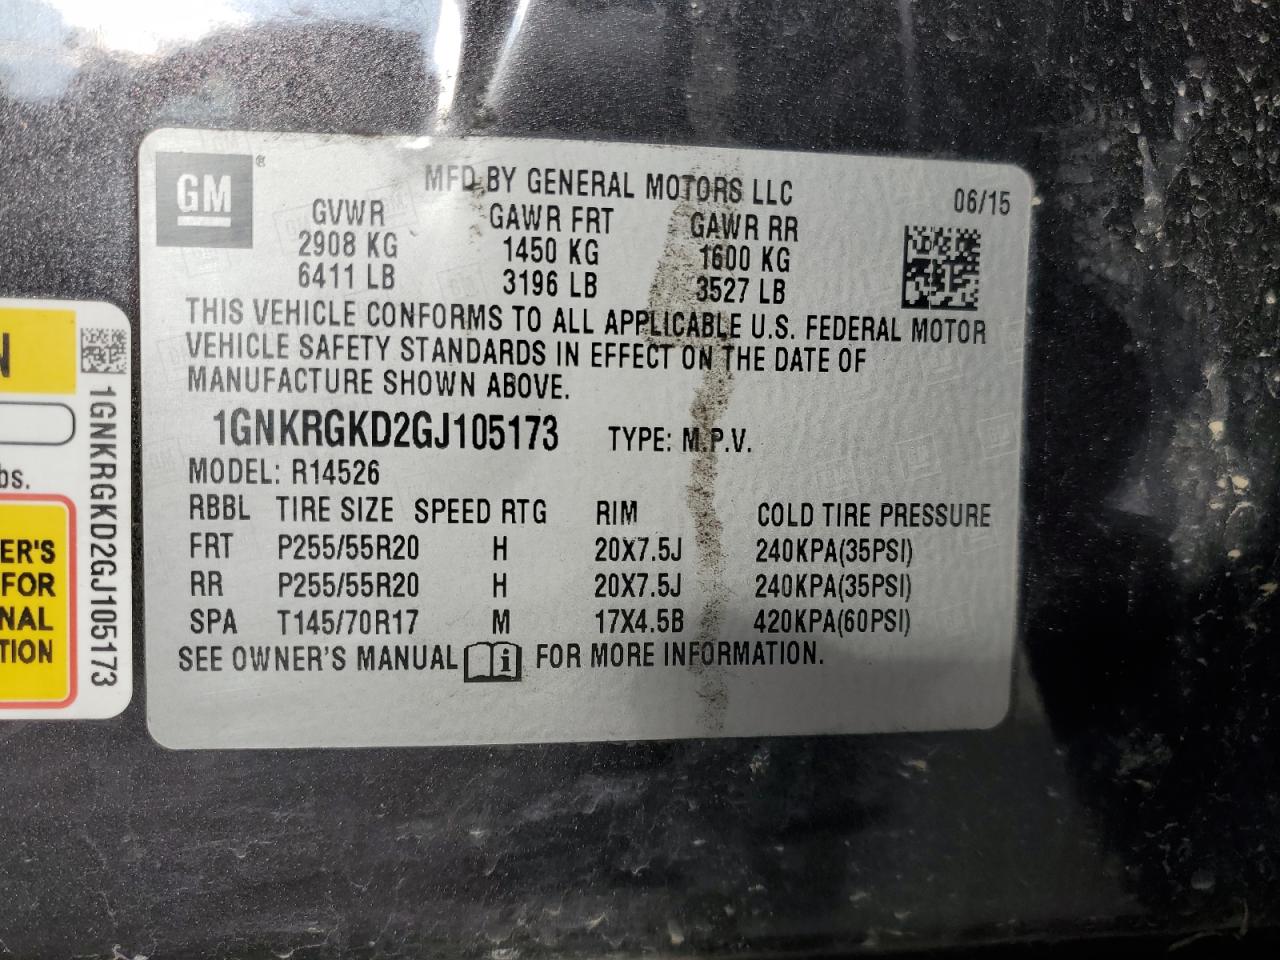 GM ®
MFD BY GENERAL MOTORS LLC 06/15
GVWR GAWR FRT GAWR RR
2908 KG 1450 KG 1600 KG
6411 LB 3196 LB 3527 LB
THIS VEHICLE CONFORMS TO ALL APPLICABLE U.S. FEDERAL MOTOR
VEHICLE SAFETY STANDARDS IN EFFECT ON THE DATE OF
MANUFACTURE SHOWN ABOVE.
1GNKRGKD2GJ105173 TYPE: M.P.V.
MODEL: R14526
RBBL TIRE SIZE SPEED RTG RIM COLD TIRE PRESSURE
FRT P255/55R20 H 20X7.5J 240KPA(35PSI)
RR P255/55R20 H 20X7.5J 240KPA(35PSI)
SPA T145/70R17 M 17X4.5B 420KPA(60PSI)
SEE OWNER'S MANUAL i FOR MORE INFORMATION.
N
bs.
ER'S
FOR
NAL
TION
1GNKRGKD2GJ105173